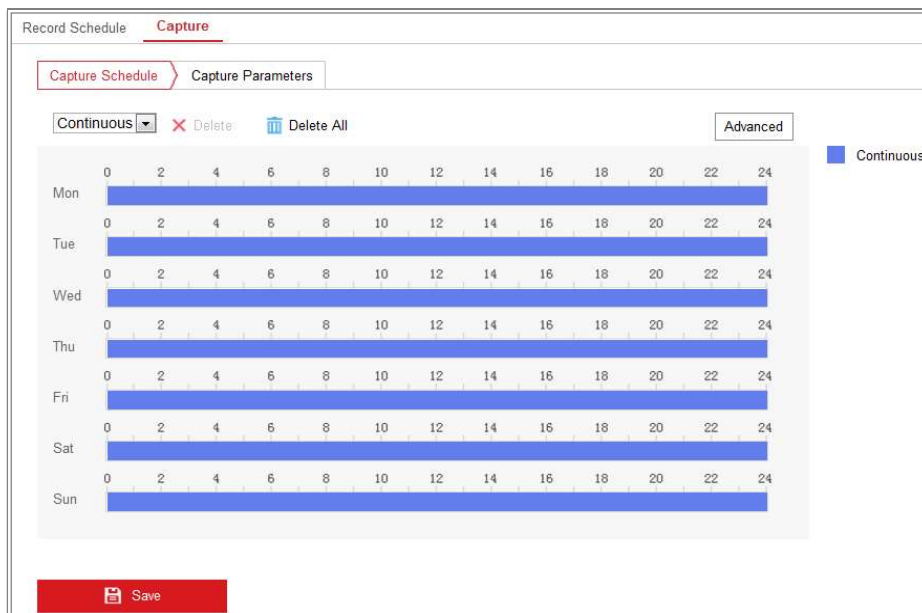 Record Schedule Capture
Capture Schedule Capture Parameters
Continuous Delete Delete All Advanced
Continuous
0 2 4 6 8 10 12 14 16 18 20 22 24
Mon
0 2 4 6 8 10 12 14 16 18 20 22 24
Tue
0 2 4 6 8 10 12 14 16 18 20 22 24
Wed
0 2 4 6 8 10 12 14 16 18 20 22 24
Thu
0 2 4 6 8 10 12 14 16 18 20 22 24
Fri
0 2 4 6 8 10 12 14 16 18 20 22 24
Sat
0 2 4 6 8 10 12 14 16 18 20 22 24
Sun
Save